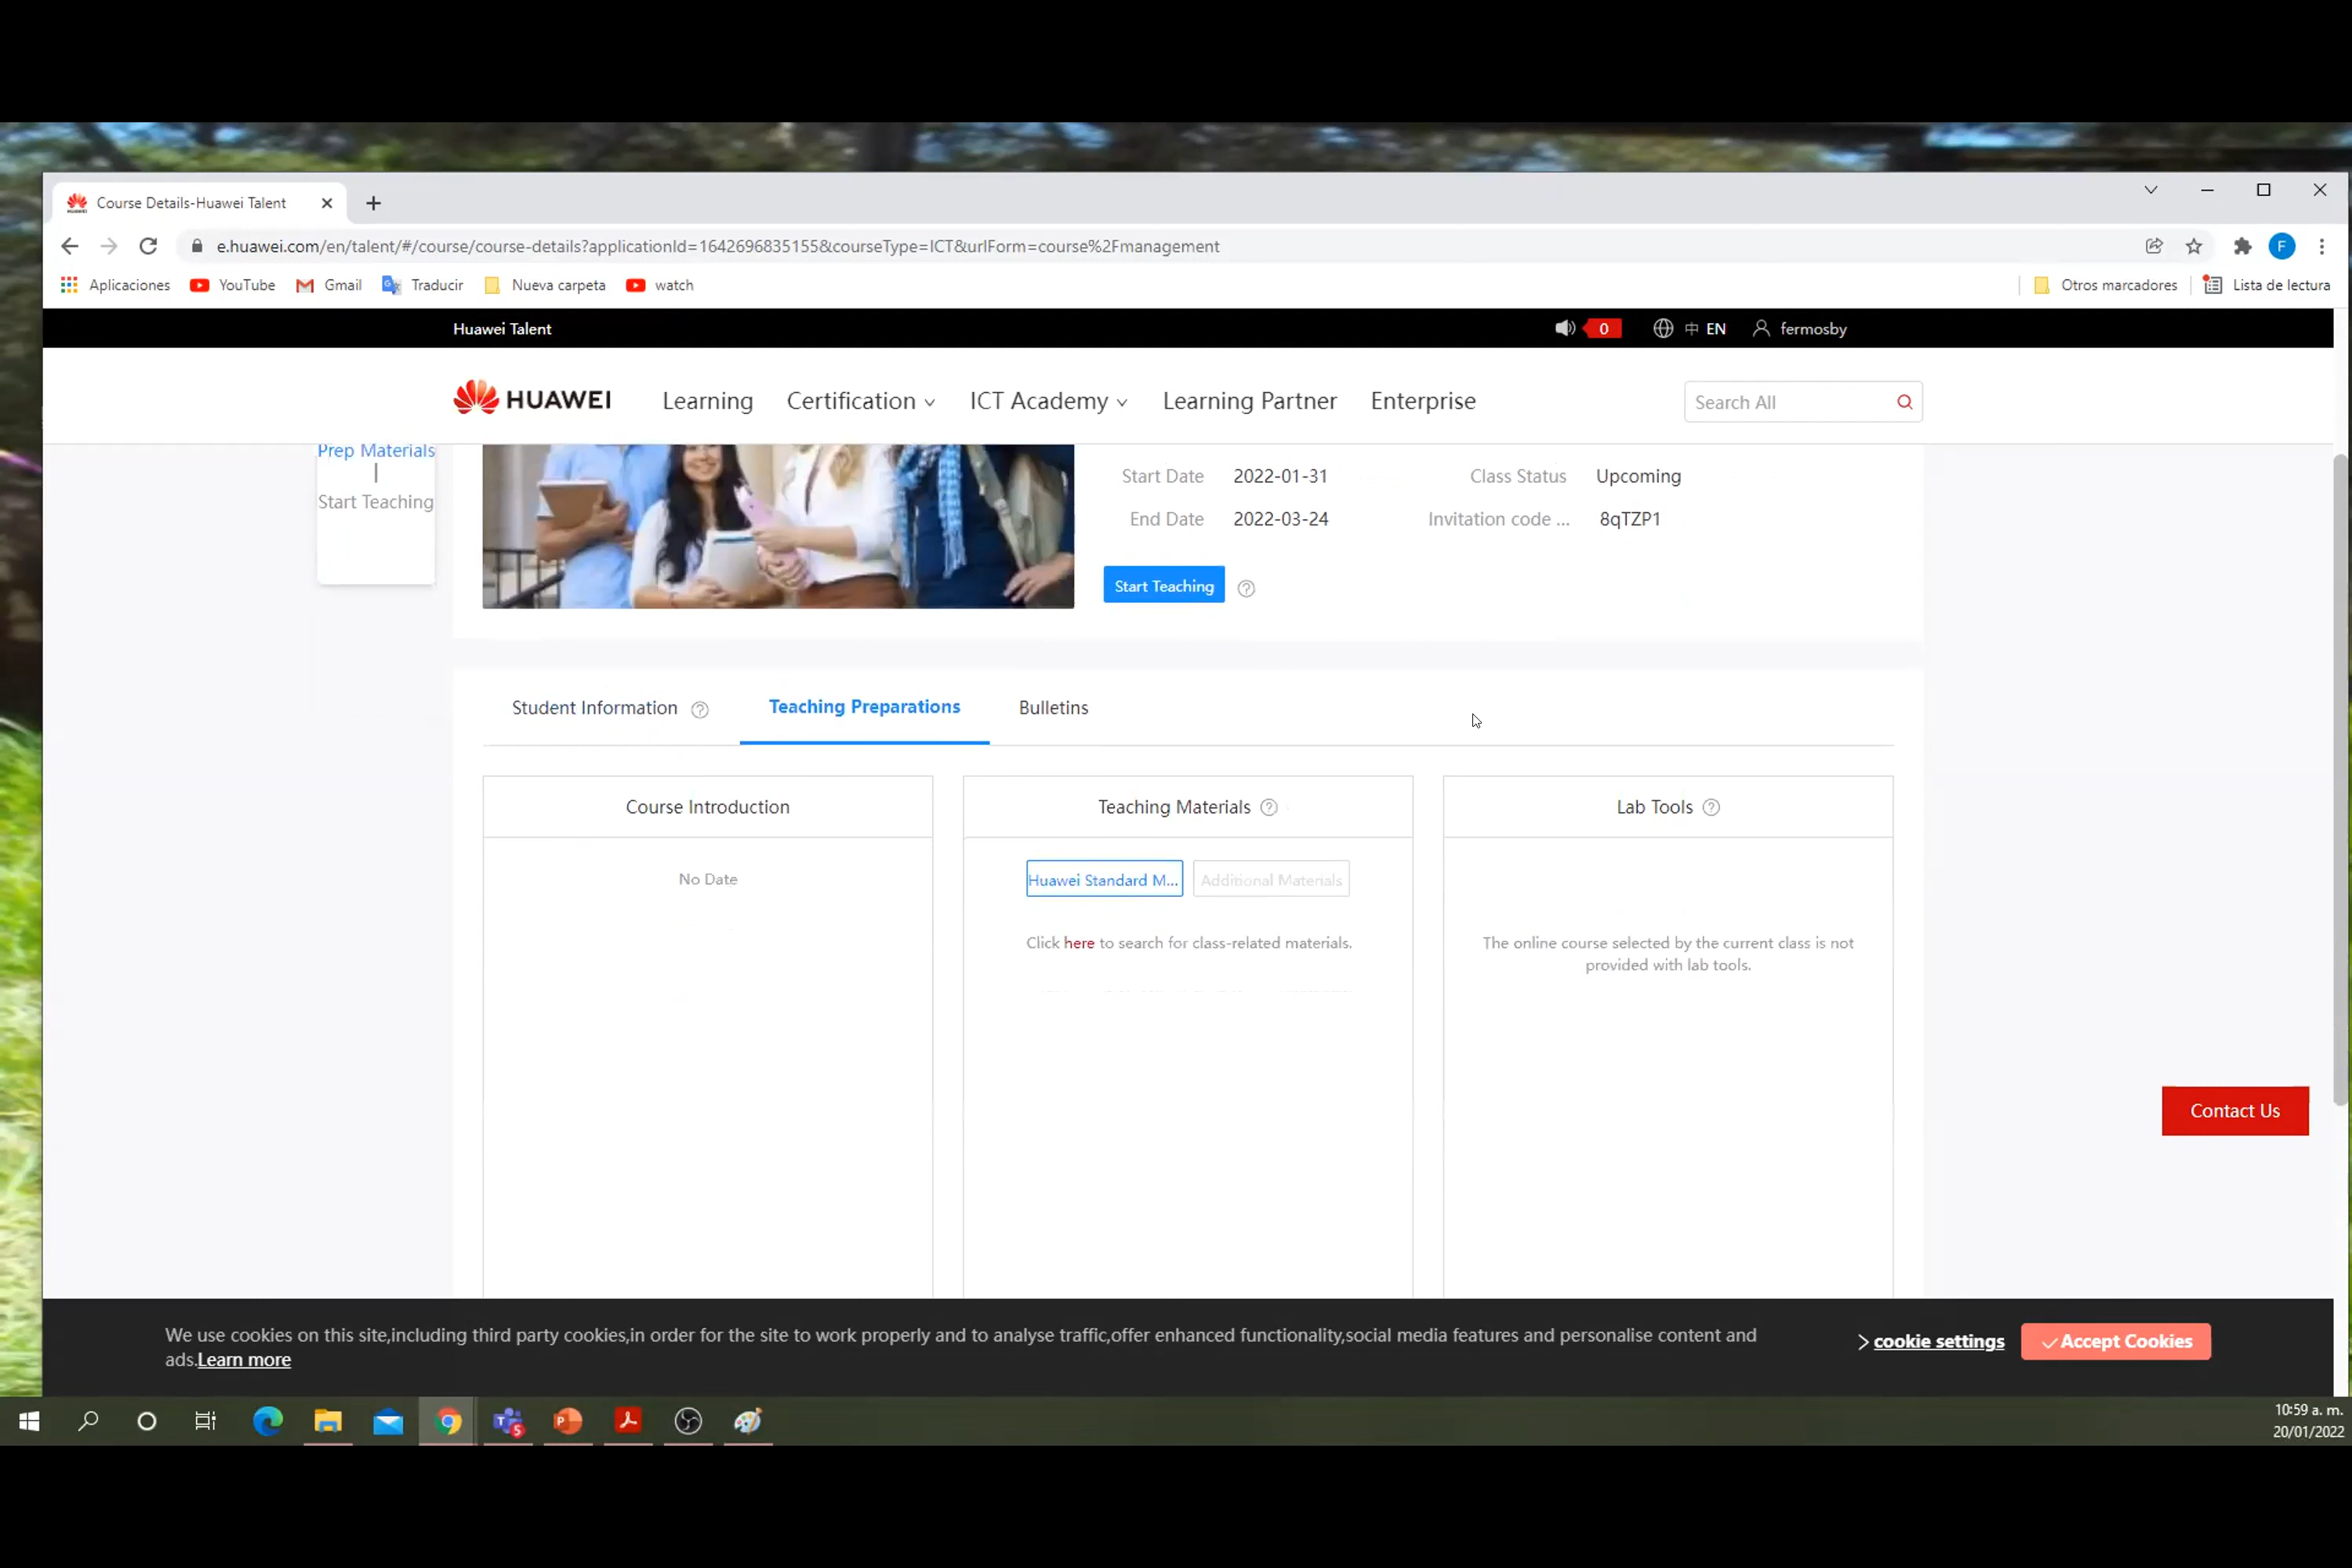 Course Details-Huawei Talent
e.huawei.com/en/talent/#/course/course-details?applicationId=1642696835155&courseType=ICT&urlForm=course%2Fmanagement
F
Aplicaciones YouTube Gmail Traducir Nueva carpeta watch Otros marcadores Lista de lectura
Huawei Talent 0 中 EN fermosby
HUAWEI Learning Certification ICT Academy Learning Partner Enterprise Search All
Prep Materials
Start Teaching
Start Date 2022-01-31 Class Status Upcoming
End Date 2022-03-24 Invitation code ... 8qTZP1
Start Teaching
Student Information Teaching Preparations Bulletins
Course Introduction Teaching Materials Lab Tools
No Date Huawei Standard M... Additional Materials
Click here to search for class-related materials.
The online course selected by the current class is not
provided with lab tools.
Contact Us
We use cookies on this site,including third party cookies,in order for the site to work properly and to analyse traffic,offer enhanced functionality,social media features and personalise content and
ads.Learn more
cookie settings Accept Cookies
10:59 a. m.
20/01/2022